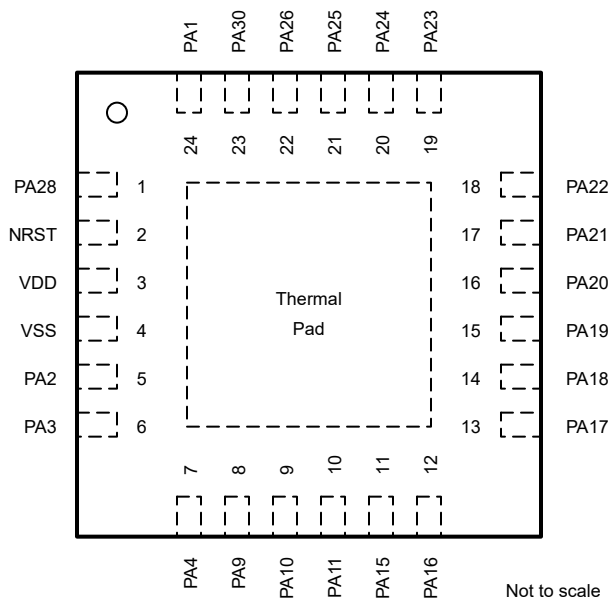 PA1 PA30 PA26 PA25 PA24 PA23
24 23 22 21 20 19
PA28 1 18 PA22
NRST 2 17 PA21
VDD 3 16 PA20
Thermal
Pad
VSS 4 15 PA19
PA2 5 14 PA18
PA3 6 13 PA17
7 8 9 10 11 12
PA4 PA9 PA10 PA11 PA15 PA16
Not to scale